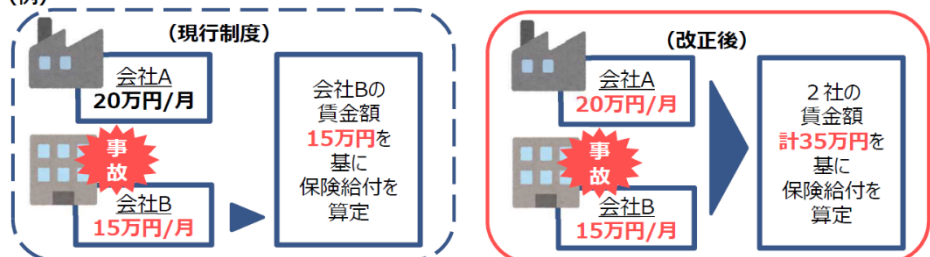 (例)
(現行制度)
会社A
20万円/月
事
故
会社B
15万円/月
会社Bの
賃金額
15万円を
基に
保険給付を
算定
(改正後)
会社A
20万円/月
事
故
会社B
15万円/月
2社の
賃金額
計35万円を
基に
保険給付を
算定